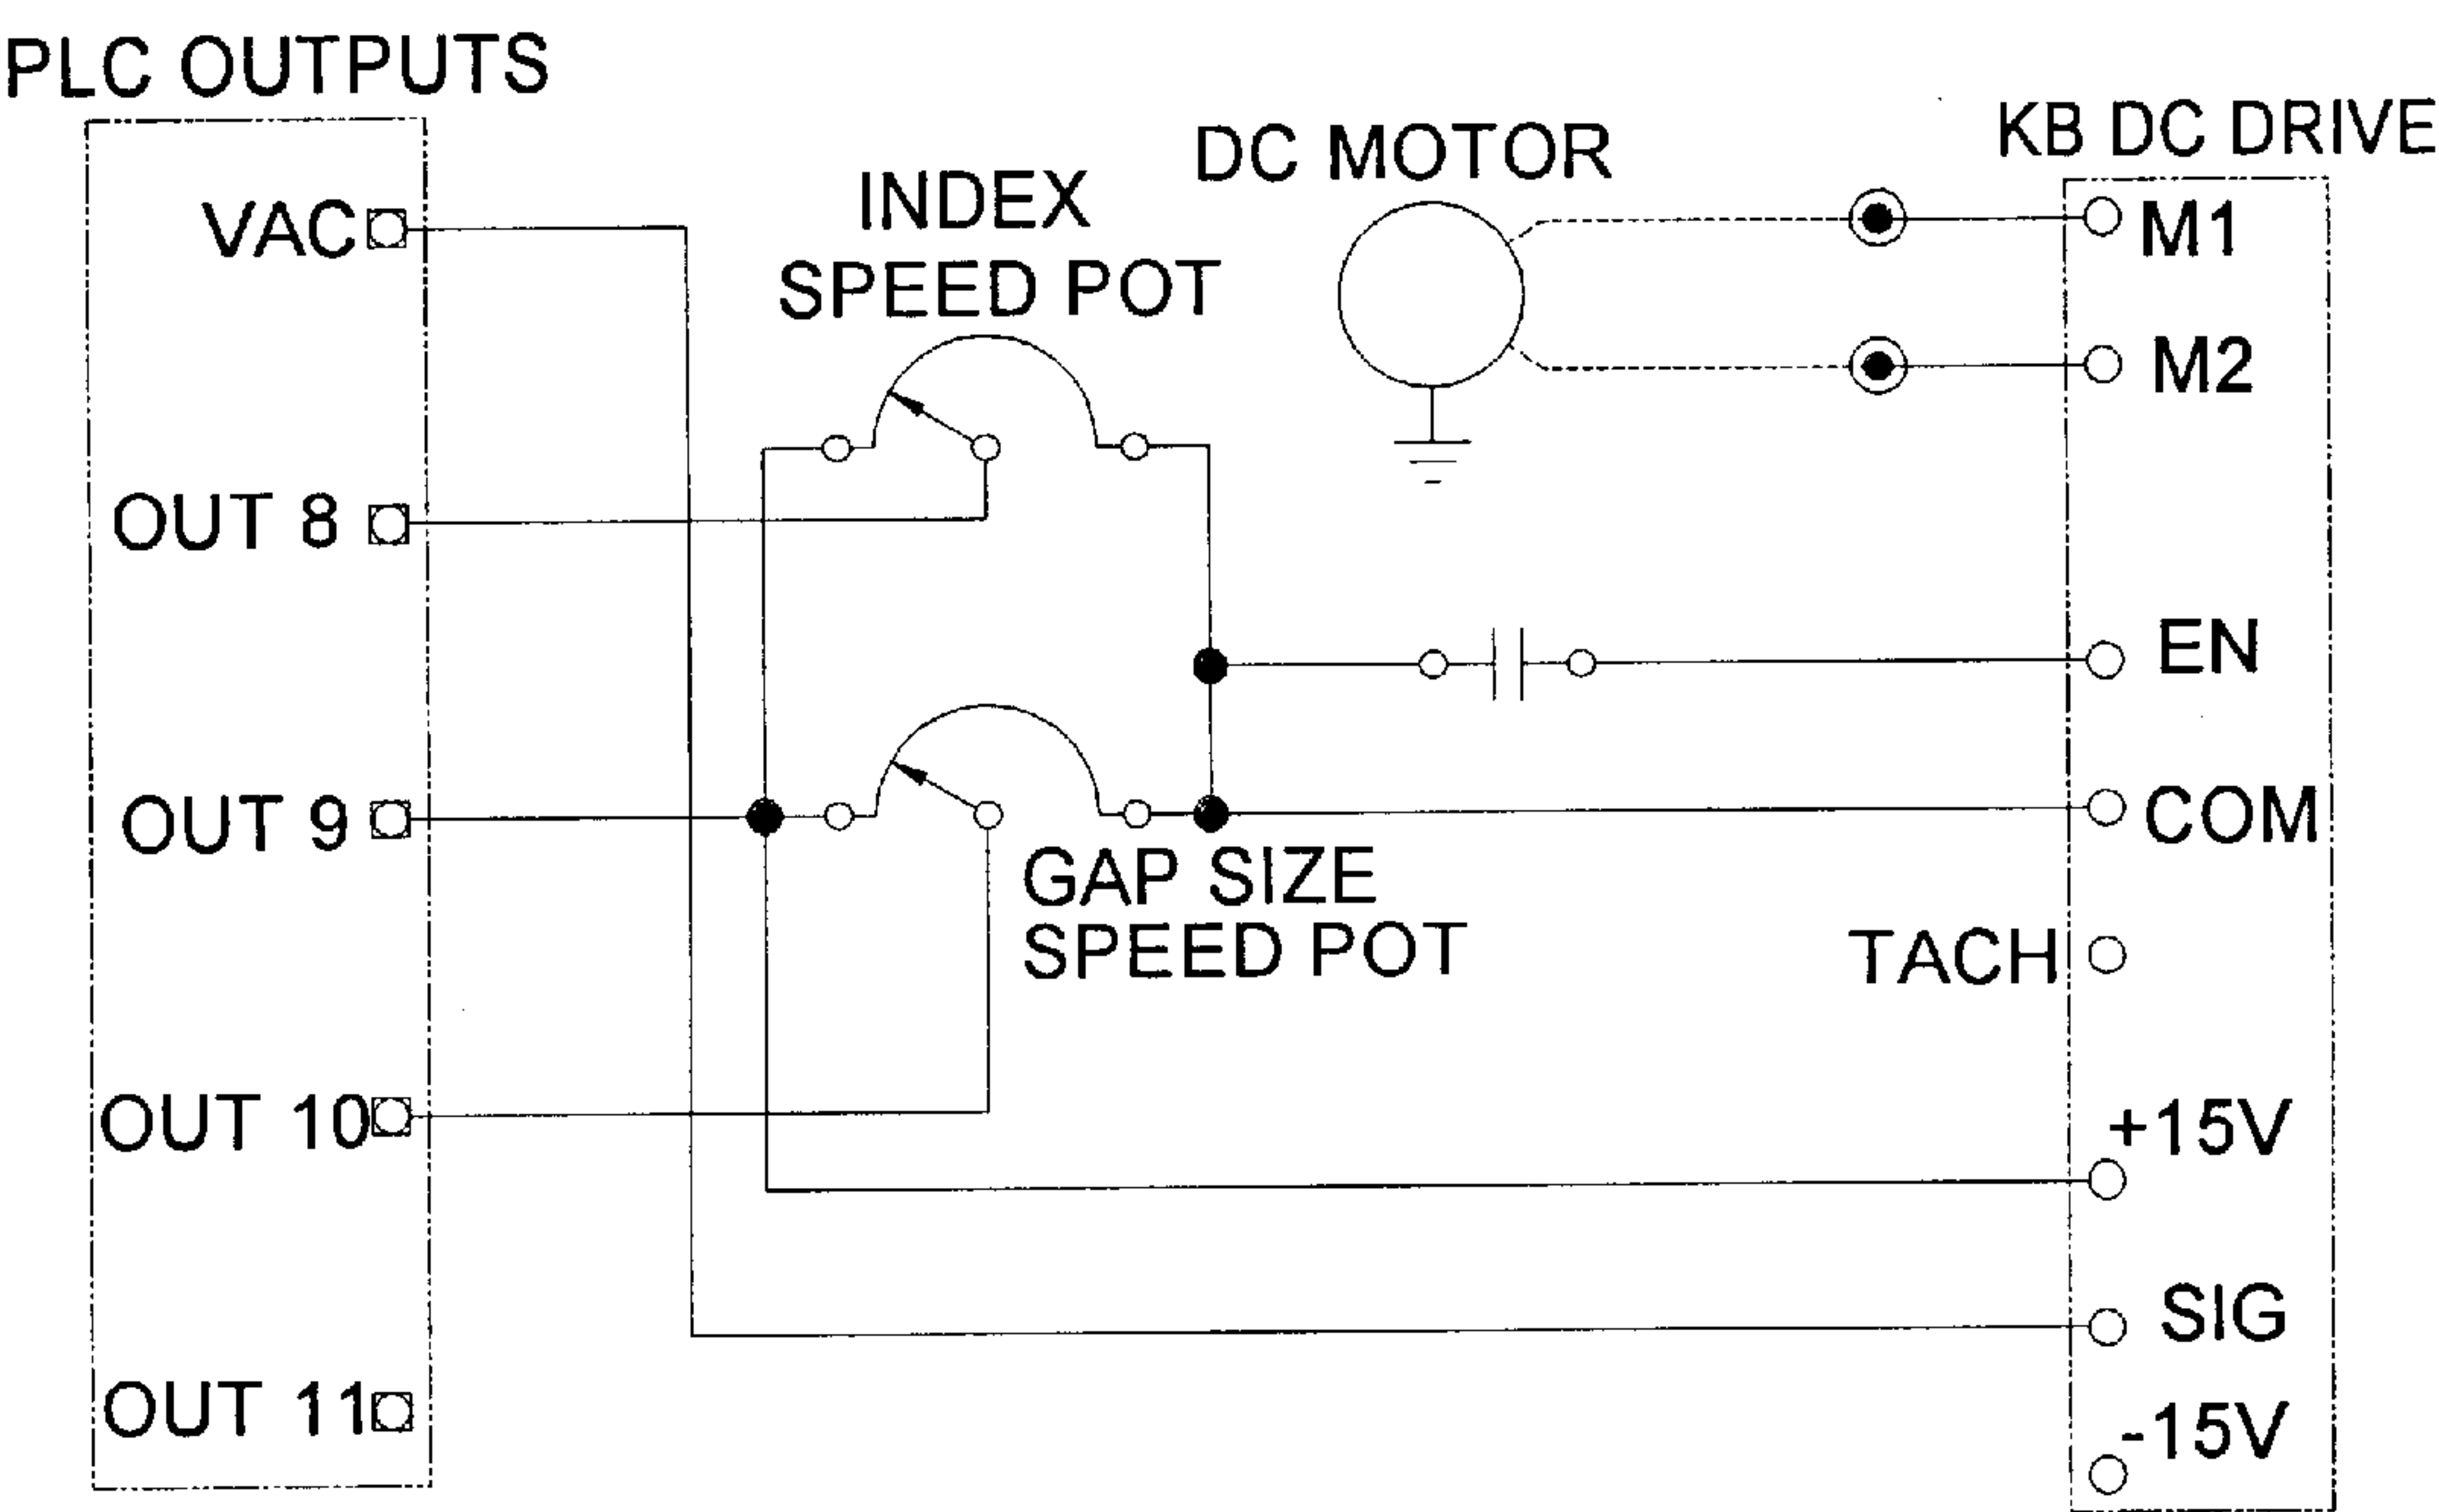 PLC OUTPUTS
VAC
OUT 8
OUT 9
OUT 10
OUT 11
INDEX
SPEED POT
GAP SIZE
SPEED POT
DC MOTOR
KB DC DRIVE
M1
M2
EN
COM
TACH
+15V
SIG
-15V